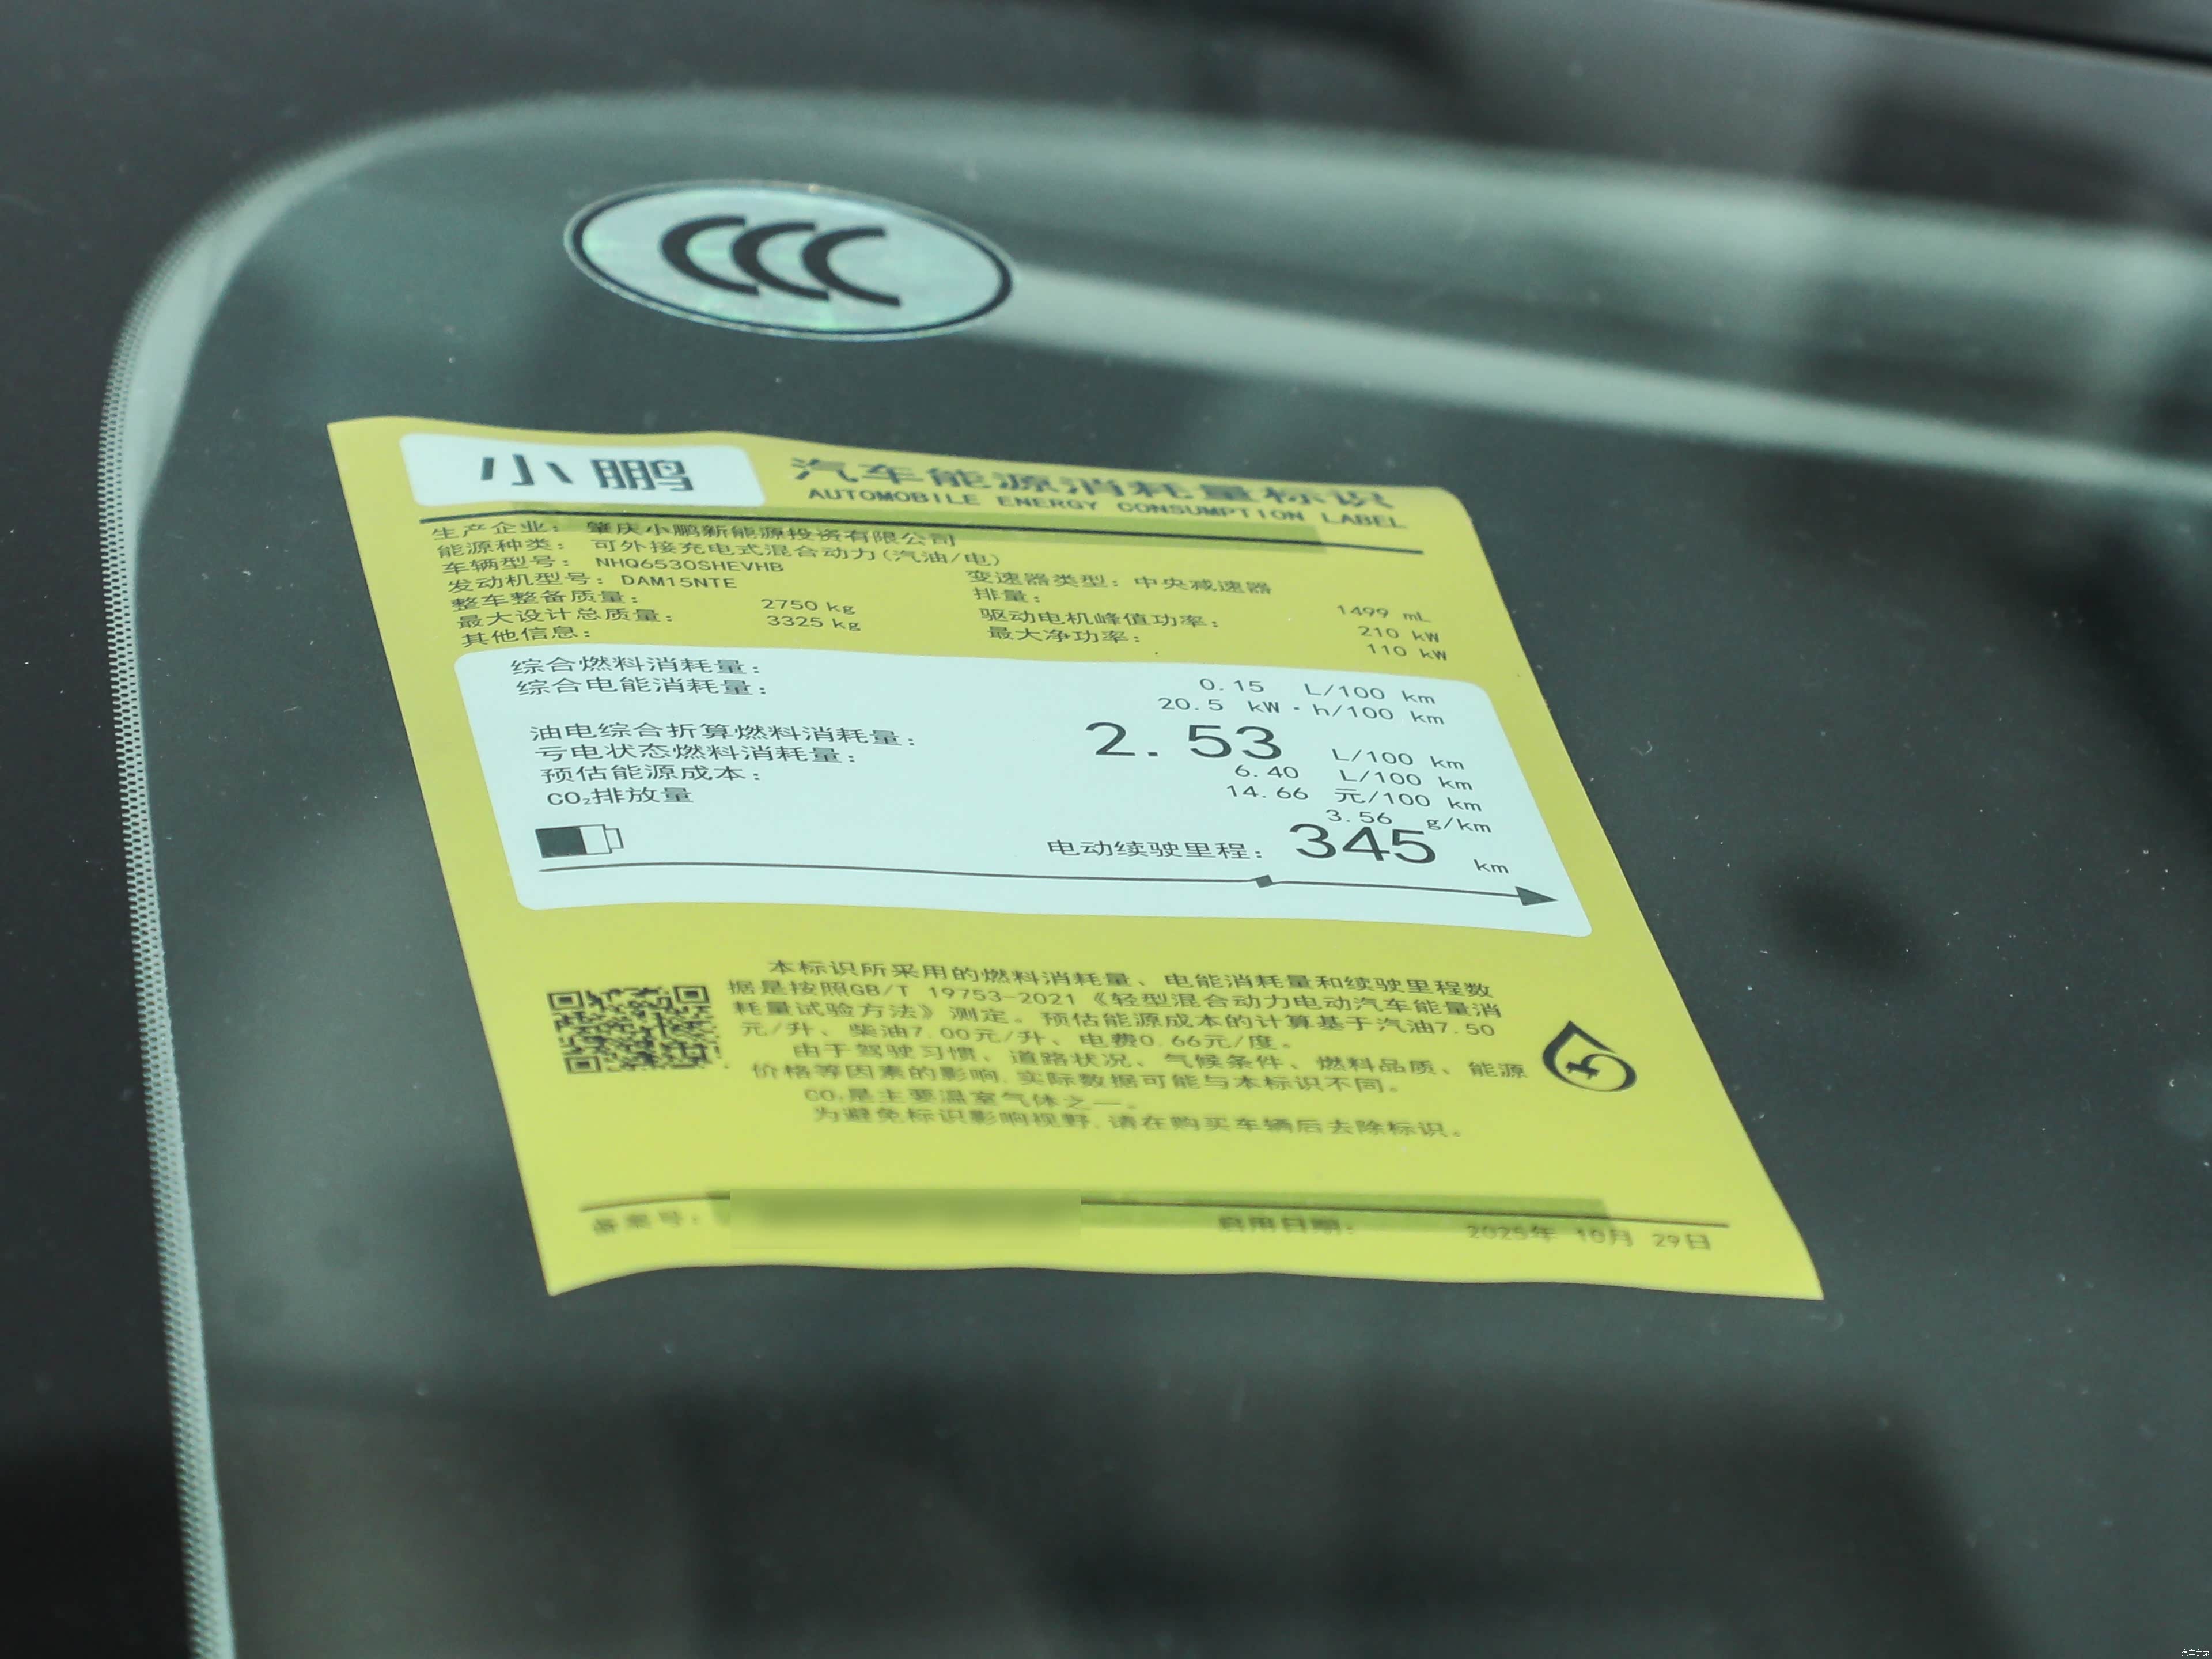 CCC
小鹏
汽车能源消耗量标识
AUTOMOBILE ENERGY CONSUMPTION LABEL
生产企业: 肇庆小鹏新能源投资有限公司
能源种类: 可外接充电式混合动力(汽油/电)
车辆型号: NHQ6530SHEVHB
发动机型号: DAM15NTE 变速器类型: 中央减速器
整车整备质量: 2750 kg 排量: 1499 mL
最大设计总质量: 3325 kg 驱动电机峰值功率: 210 kW
其他信息: 最大净功率: 110 kW
综合燃料消耗量: 0.15 L/100 km
综合电能消耗量: 20.5 kW·h/100 km
油电综合折算燃料消耗量: 2.53 L/100 km
亏电状态燃料消耗量: 6.40 L/100 km
预估能源成本: 14.66 元/100 km
CO₂排放量 3.56 g/km
电动续驶里程: 345 km
本标识所采用的燃料消耗量、电能消耗量和续驶里程数
据是按照GB/T 19753-2021《轻型混合动力电动汽车能量消
耗量试验方法》测定。预估能源成本的计算基于汽油7.50
元/升、柴油7.00元/升、电费0.66元/度。
由于驾驶习惯、道路状况、气候条件、燃料品质、能源
价格等因素的影响,实际数据可能与本标识不同。
CO₂是主要温室气体之一。
为避免标识影响视野,请在购买车辆后去除标识。
备案号: 启用日期: 2025年 10月 29日
汽车之家